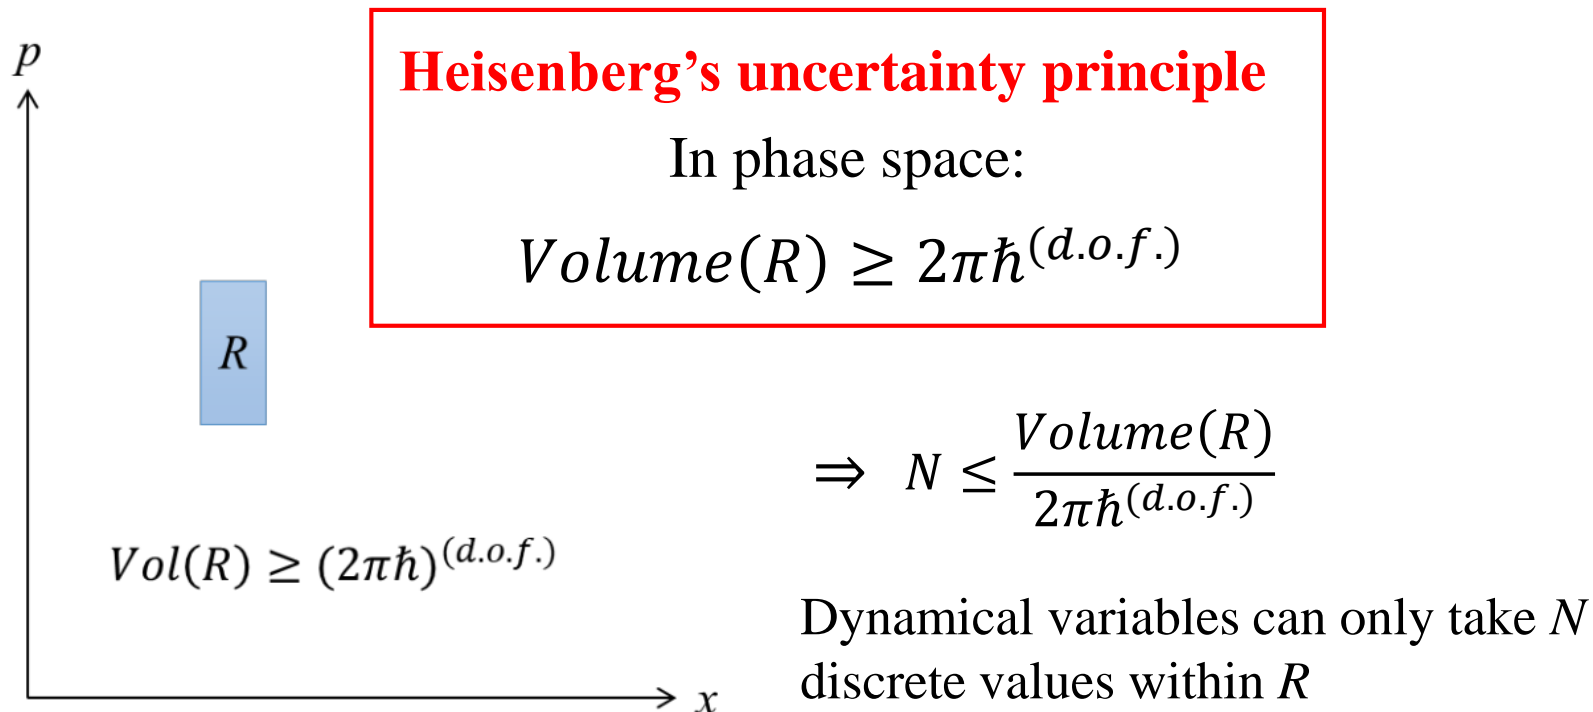 p
Heisenberg's uncertainty principle
In phase space:
Volume(R) ≥ 2πℏ^(d.o.f.)
R
⇒ N ≤ Volume(R) / 2πℏ^(d.o.f.)
Vol(R) ≥ (2πℏ)^(d.o.f.)
Dynamical variables can only take N
discrete values within R
x